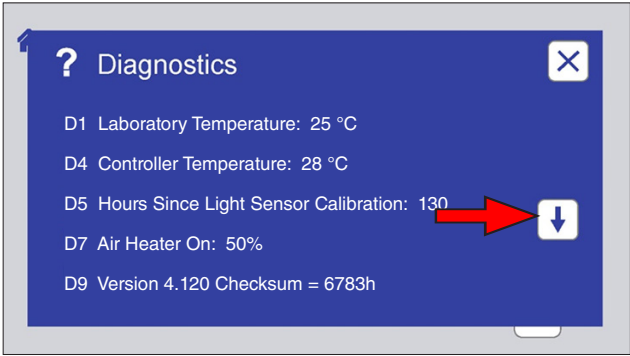 ? Diagnostics
D1 Laboratory Temperature: 25 °C
D4 Controller Temperature: 28 °C
D5 Hours Since Light Sensor Calibration: 130
D7 Air Heater On: 50%
D9 Version 4.120 Checksum = 6783h